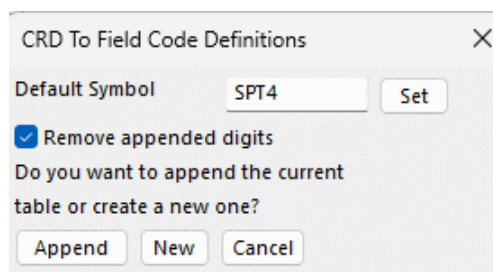 CRD To Field Code Definitions
Default Symbol SPT4 Set
Remove appended digits
Do you want to append the current
table or create a new one?
Append New Cancel